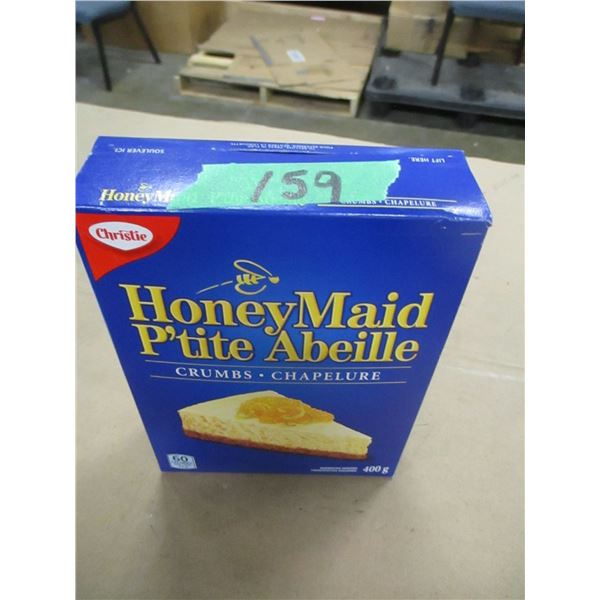 SOULEVER ICI
LIFT HERE.
HoneyMaid
159
CRUMBS • CHAPELURE
Christie
HoneyMaid
P'tite Abeille
CRUMBS • CHAPELURE
60
400 g